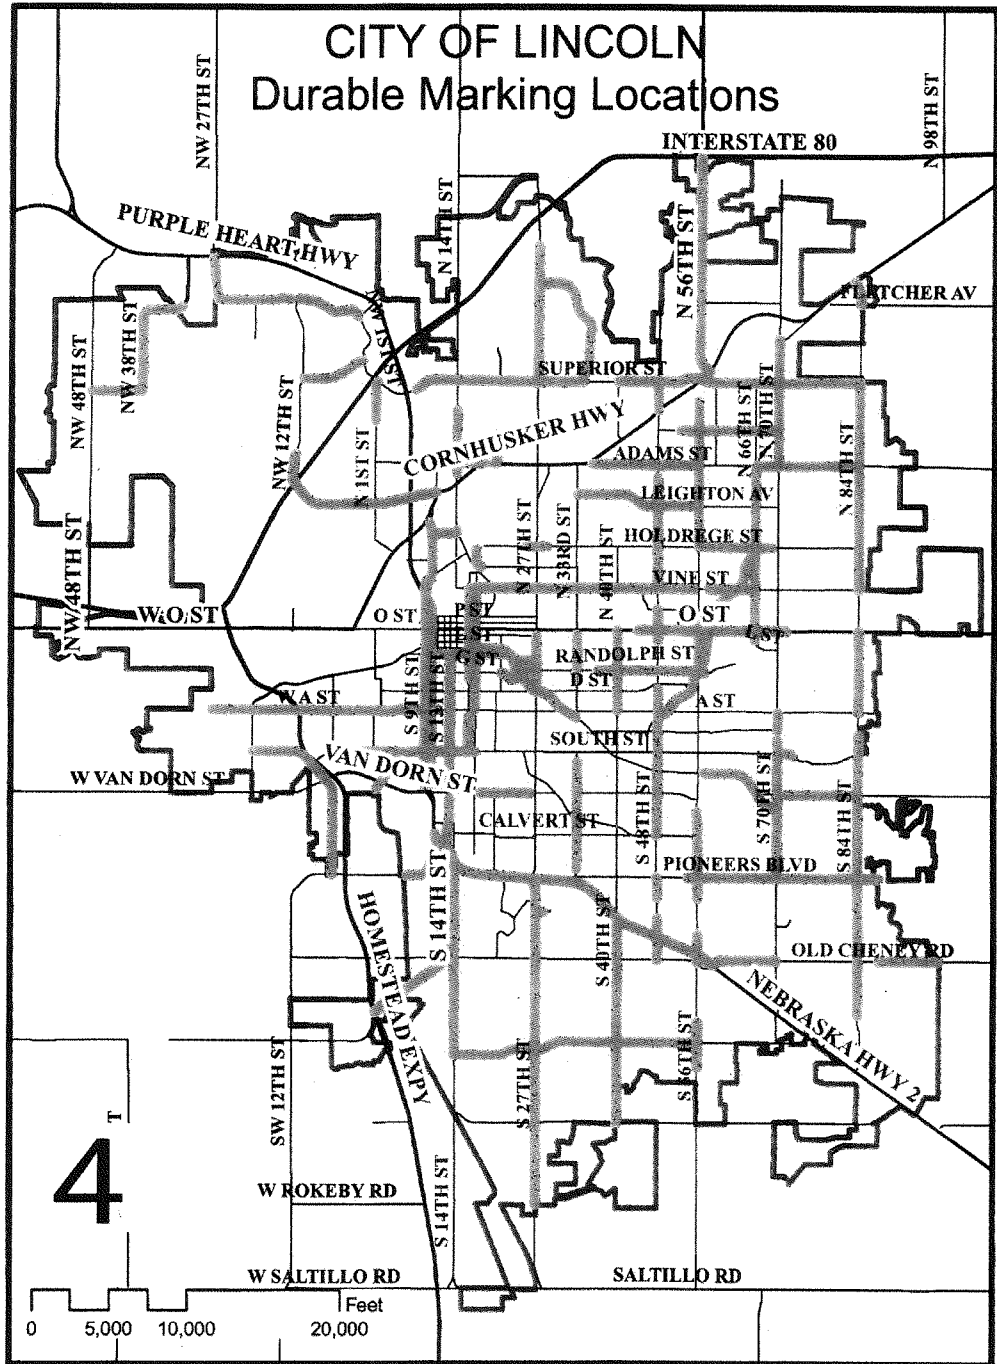 CITY OF LINCOLN
Durable Marking Locations
NW 27TH ST
N 98TH ST
INTERSTATE 80
PURPLE HEART HWY
N 14TH ST
N 56TH ST
FLETCHER AV
NW 38TH ST
NW 48TH ST
NW 1ST ST
SUPERIOR ST
NW 12TH ST
N 1ST ST
CORNHUSKER HWY
N 66TH ST
N 70TH ST
ADAMS ST
N 84TH ST
LEIGHTON AV
NW 48TH ST
N 27TH ST
N 33RD ST
N 40TH ST
HOLDREGE ST
VINE ST
W O ST
O ST
P ST
O ST
L ST
L ST
G ST
RANDOLPH ST
D ST
S 9TH ST
S 13TH ST
W A ST
A ST
SOUTH ST
VAN DORN ST
W VAN DORN ST
S 48TH ST
S 70TH ST
S 84TH ST
CALVERT ST
PIONEERS BLVD
S 14TH ST
HOMESTEAD EXPY
S 40TH ST
OLD CHENEY RD
NEBRASKA HWY 2
SW 12TH ST
S 27TH ST
S 56TH ST
T
4
W ROKEBY RD
S 14TH ST
W SALTILLO RD
SALTILLO RD
Feet
0 5,000 10,000 20,000